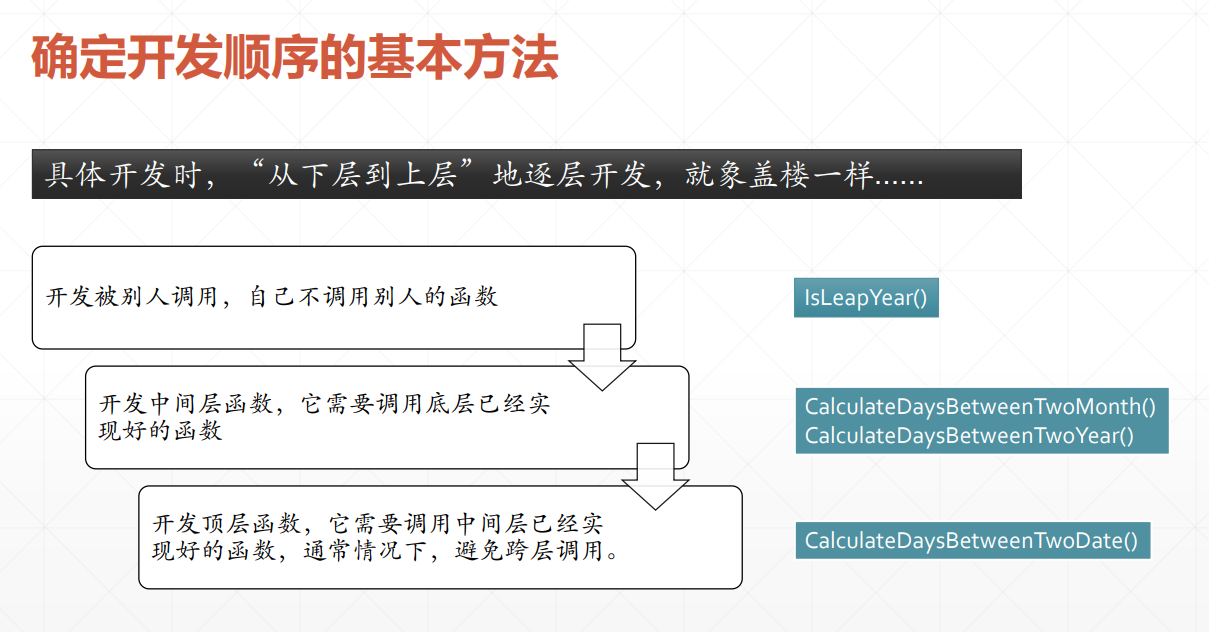 确定开发顺序的基本方法
具体开发时，“从下层到上层”地逐层开发，就象盖楼一样……
开发被别人调用，自己不调用别人的函数
IsLeapYear()
开发中间层函数，它需要调用底层已经实
现好的函数
CalculateDaysBetweenTwoMonth()
CalculateDaysBetweenTwoYear()
开发顶层函数，它需要调用中间层已经实
现好的函数，通常情况下，避免跨层调用。
CalculateDaysBetweenTwoDate()